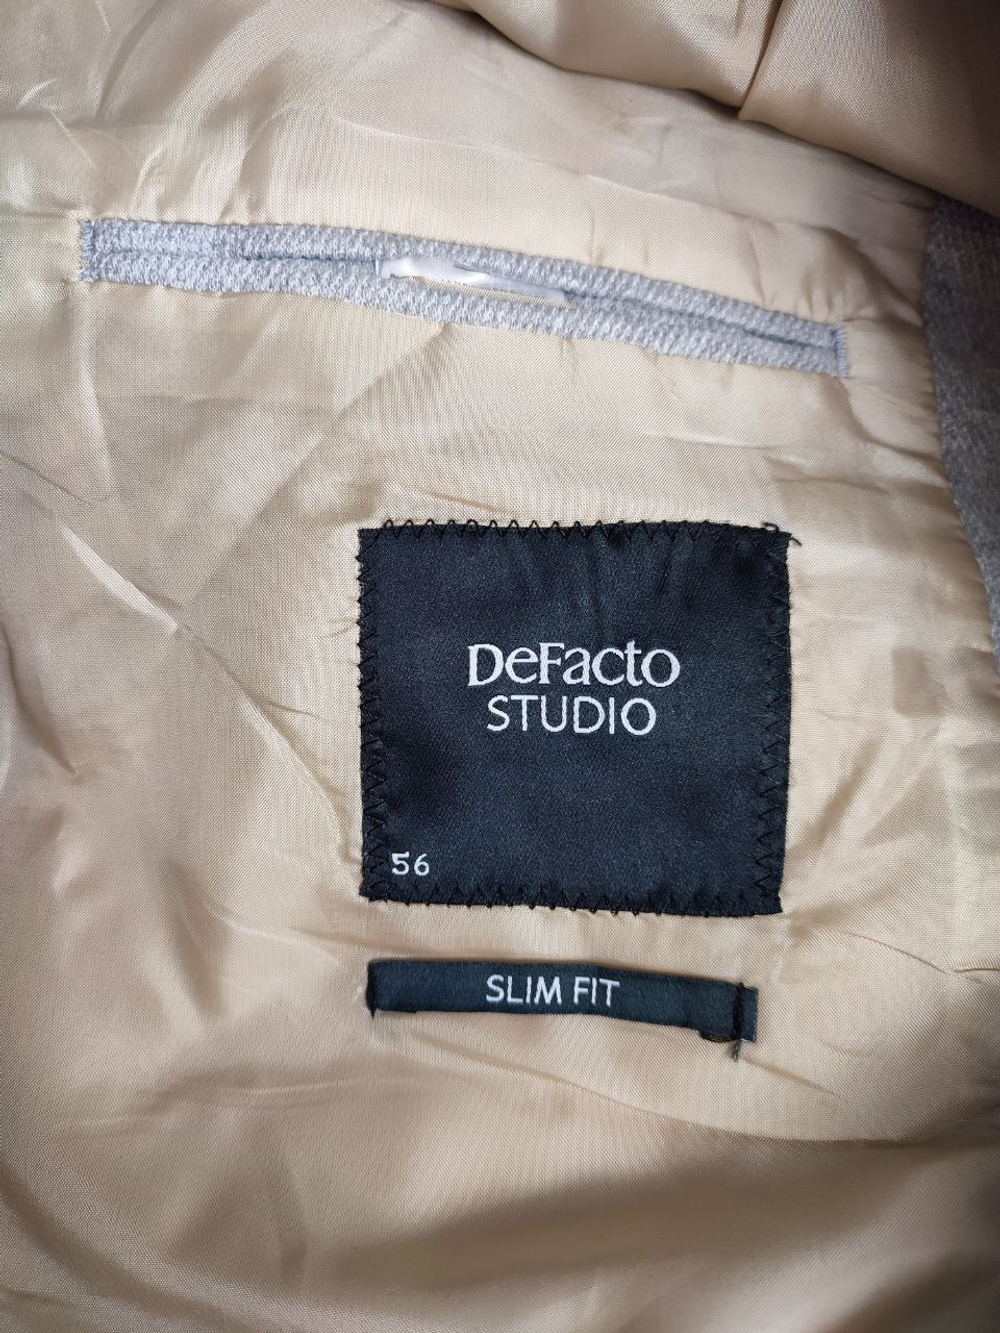 DeFacto
STUDIO
56
SLIM FIT